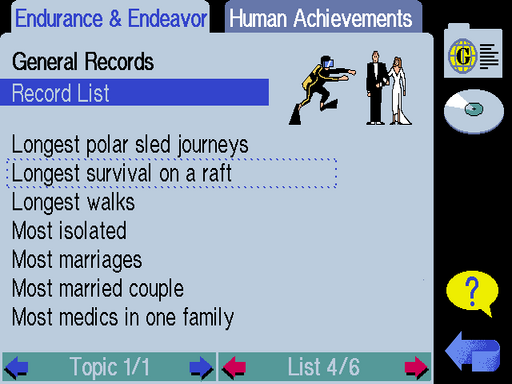 Endurance & Endeavor
Human Achievements
General Records
Record List
Longest polar sled journeys
Longest survival on a raft
Longest walks
Most isolated
Most marriages
Most married couple
Most medics in one family
Topic 1/1
List 4/6
G
?